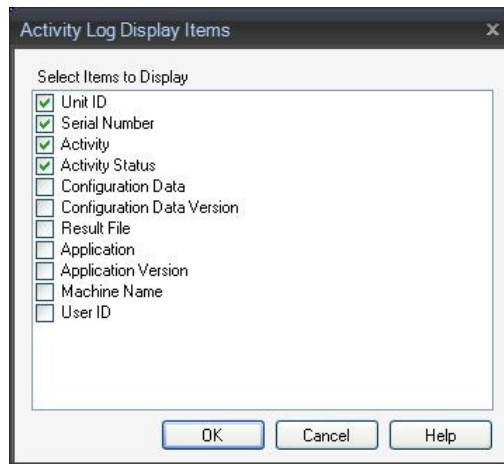 Activity Log Display Items
Select Items to Display
Unit ID
Serial Number
Activity
Activity Status
Configuration Data
Configuration Data Version
Result File
Application
Application Version
Machine Name
User ID
OK Cancel Help